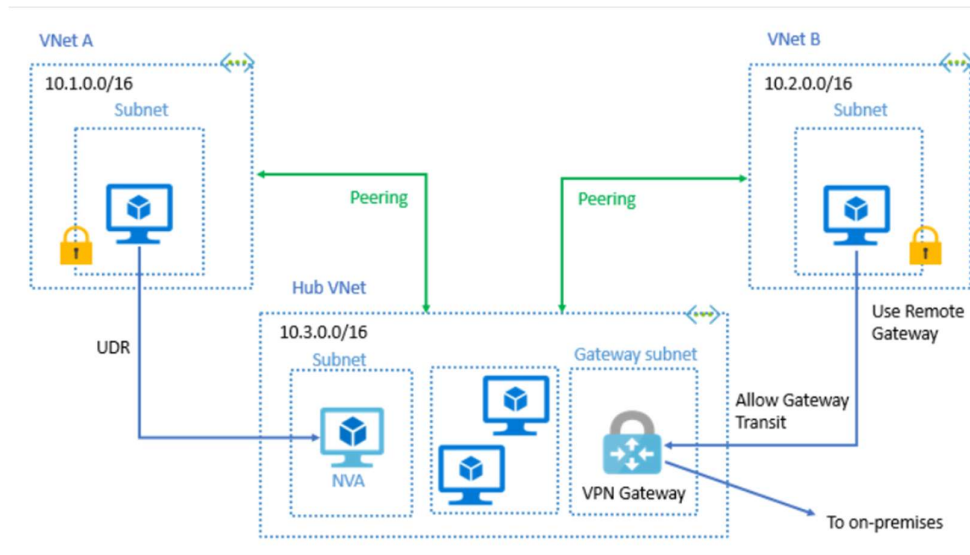 VNet A
10.1.0.0/16
Subnet
VNet B
10.2.0.0/16
Subnet
Peering
Peering
UDR
Use Remote
Gateway
Hub VNet
10.3.0.0/16
Subnet
NVA
Gateway subnet
VPN Gateway
Allow Gateway
Transit
To on-premises